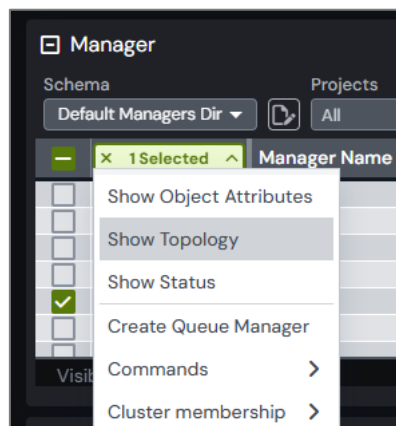 Manager
Schema Projects
Default Managers Dir All
1 Selected Manager Name
Show Object Attributes
Show Topology
Show Status
Create Queue Manager
Commands
Visib
Cluster membership